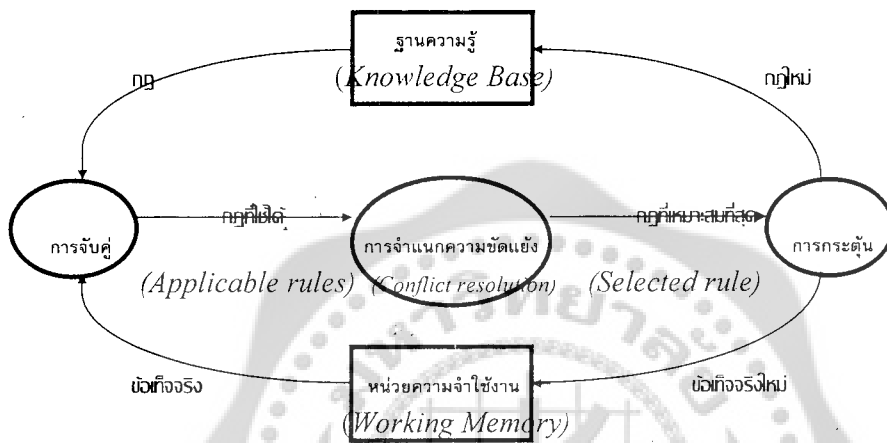 ฐานความรู้
(Knowledge Base)
กฎ
กฎใหม่
การจับคู่
กฎที่ใช้ได้
การจำแนกความขัดแย้ง
กฎที่เหมาะสมที่สุด
การกระตุ้น
(Applicable rules)
(Conflict resolution)
(Selected rule)
ข้อเท็จจริง
หน่วยความจำใช้งาน
(Working Memory)
ข้อเท็จจริงใหม่